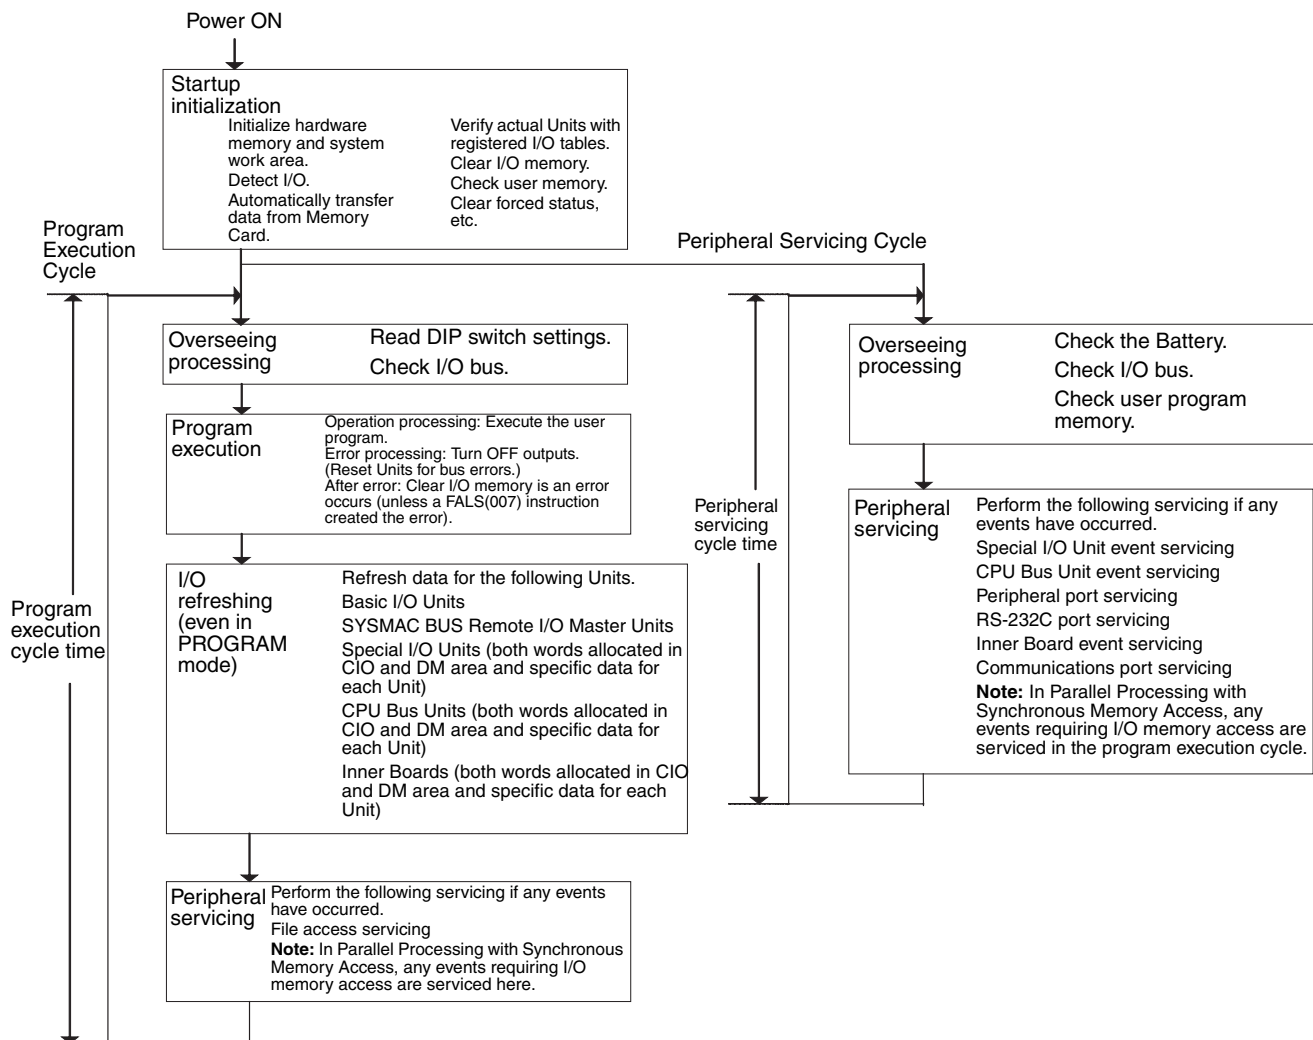 Power ON
Startup
initialization
Initialize hardware
memory and system
work area.
Detect I/O.
Automatically transfer
data from Memory
Card.
Verify actual Units with
registered I/O tables.
Clear I/O memory.
Check user memory.
Clear forced status,
etc.
Program
Execution
Cycle
Peripheral Servicing Cycle
Overseeing
processing
Read DIP switch settings.
Check I/O bus.
Program
execution
Operation processing: Execute the user
program.
Error processing: Turn OFF outputs.
(Reset Units for bus errors.)
After error: Clear I/O memory is an error
occurs (unless a FALS(007) instruction
created the error).
I/O
refreshing
(even in
PROGRAM
mode)
Refresh data for the following Units.
Basic I/O Units
SYSMAC BUS Remote I/O Master Units
Special I/O Units (both words allocated in
CIO and DM area and specific data for
each Unit)
CPU Bus Units (both words allocated in
CIO and DM area and specific data for
each Unit)
Inner Boards (both words allocated in CIO
and DM area and specific data for each
Unit)
Program
execution
cycle time
Peripheral
servicing
Perform the following servicing if any events
have occurred.
File access servicing
Note: In Parallel Processing with Synchronous
Memory Access, any events requiring I/O
memory access are serviced here.
Overseeing
processing
Check the Battery.
Check I/O bus.
Check user program
memory.
Peripheral
servicing
cycle time
Peripheral
servicing
Perform the following servicing if any
events have occurred.
Special I/O Unit event servicing
CPU Bus Unit event servicing
Peripheral port servicing
RS-232C port servicing
Inner Board event servicing
Communications port servicing
Note: In Parallel Processing with
Synchronous Memory Access, any
events requiring I/O memory access are
serviced in the program execution cycle.